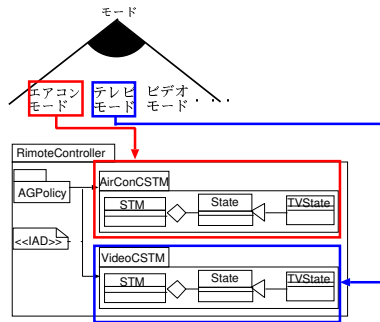 モード
エアコン
モード
テレビ
モード
ビデオ
モード・・・
RimoteController
AGPolicy
<<IAD>>
AirConCSTM
STM
State
TVState
VideoCSTM
STM
State
TVState